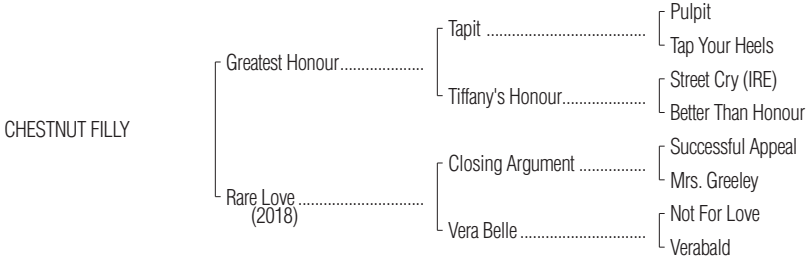 CHESTNUT FILLY
Greatest Honour
Rare Love
(2018)
Tapit
Tiffany's Honour
Closing Argument
Vera Belle
Pulpit
Tap Your Heels
Street Cry (IRE)
Better Than Honour
Successful Appeal
Mrs. Greeley
Not For Love
Verabald